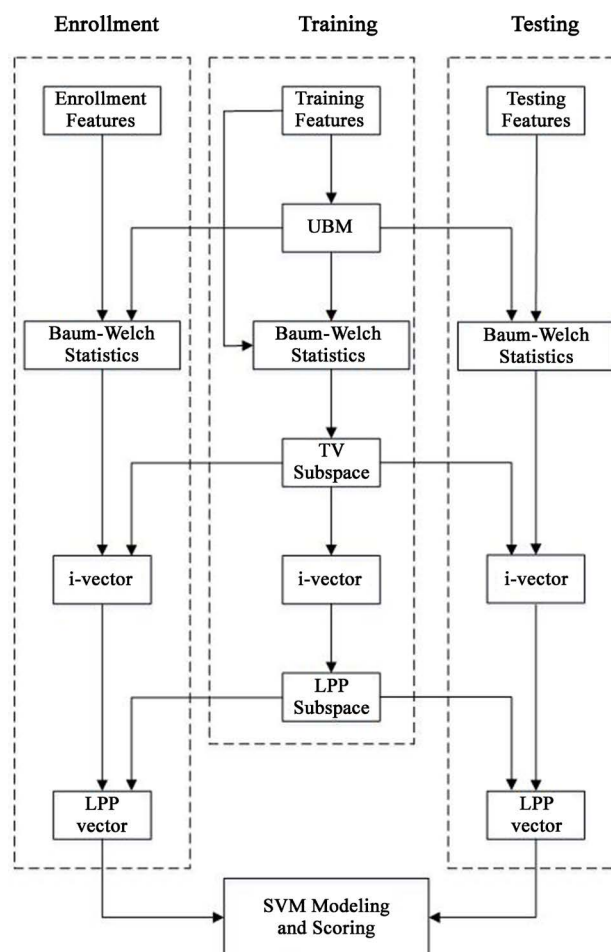 Enrollment
Training
Testing
Enrollment
Features
Training
Features
Testing
Features
UBM
Baum-Welch
Statistics
Baum-Welch
Statistics
Baum-Welch
Statistics
TV
Subspace
i-vector
i-vector
i-vector
LPP
Subspace
LPP
vector
LPP
vector
SVM Modeling
and Scoring